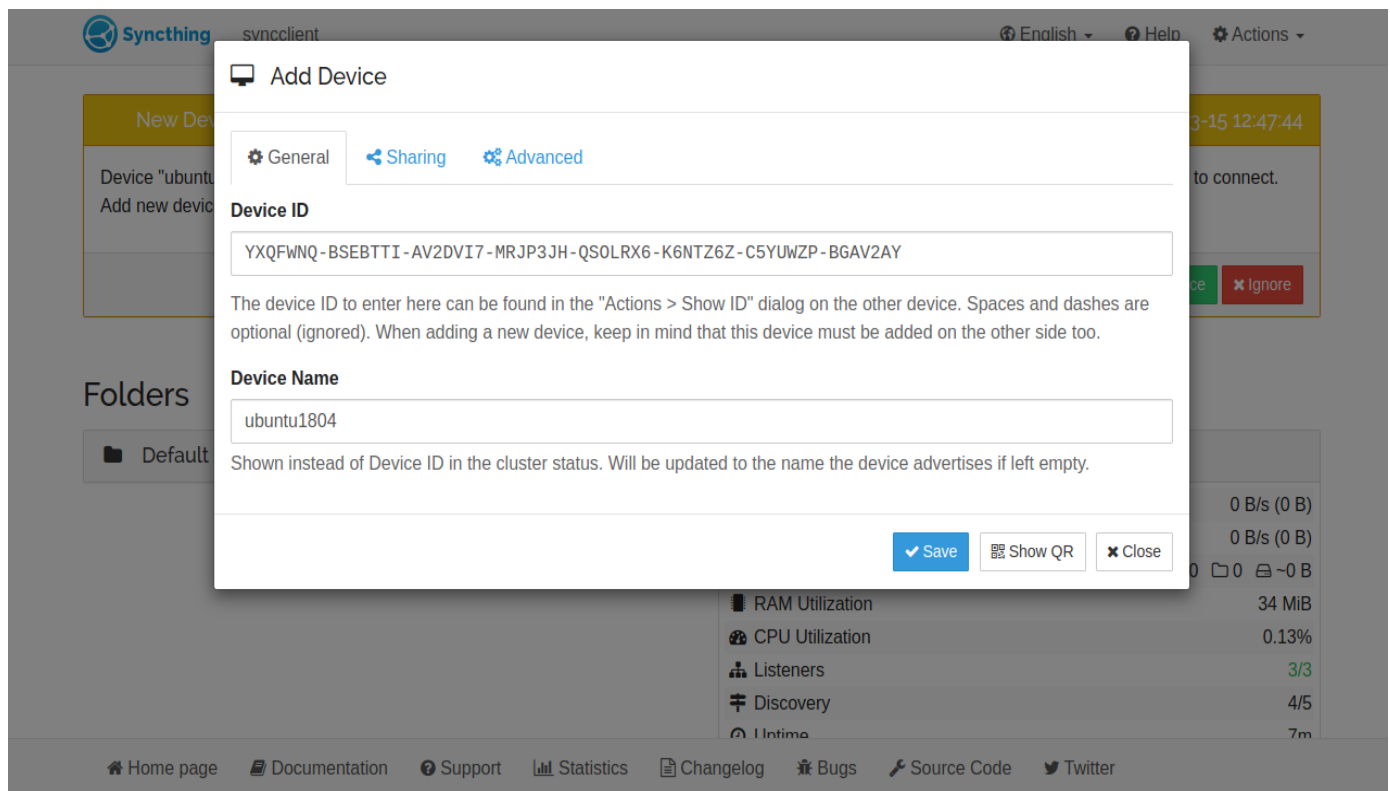 Syncthing syncclient English Help Actions
Add Device
New Dev 3-15 12:47:44
General Sharing Advanced
Device "ubuntu to connect.
Add new devic
Device ID
YXQFWNQ-BSEBTTI-AV2DVI7-MRJP3JH-QSOLRX6-K6NTZ6Z-C5YUWZP-BGAV2AY
ce Ignore
The device ID to enter here can be found in the "Actions > Show ID" dialog on the other device. Spaces and dashes are
optional (ignored). When adding a new device, keep in mind that this device must be added on the other side too.
Device Name
Folders
ubuntu1804
Default
Shown instead of Device ID in the cluster status. Will be updated to the name the device advertises if left empty.
0 B/s (0 B)
0 B/s (0 B)
Save Show QR Close
0 0 ~0 B
RAM Utilization 34 MiB
CPU Utilization 0.13%
Listeners 3/3
Discovery 4/5
Uptime 7m
Home page Documentation Support Statistics Changelog Bugs Source Code Twitter